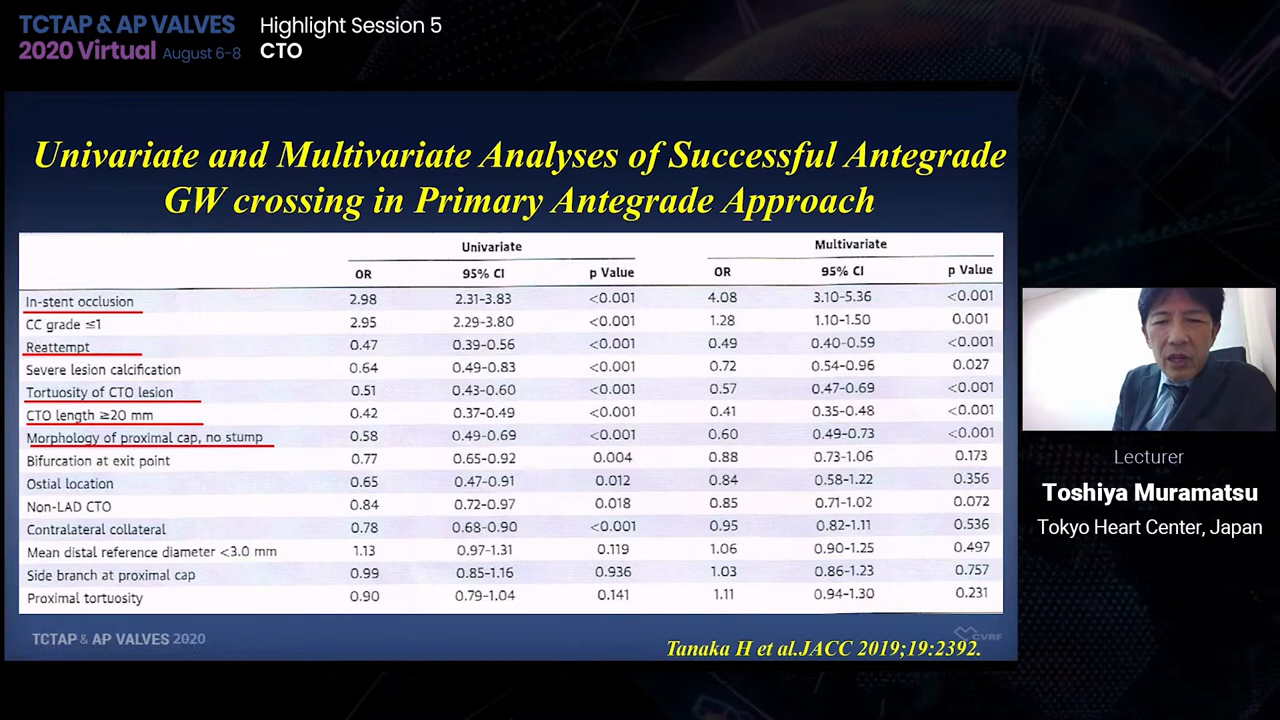 TCTAP & AP VALVES
2020 Virtual August 6-8
Highlight Session 5
CTO
Univariate and Multivariate Analyses of Successful Antegrade
GW crossing in Primary Antegrade Approach
Univariate Multivariate
OR 95% CI p Value OR 95% CI p Value
In-stent occlusion 2.98 2.31-3.83 <0.001 4.08 3.10-5.36 <0.001
CC grade ≤1 2.95 2.29-3.80 <0.001 1.28 1.10-1.50 0.001
Reattempt 0.47 0.39-0.56 <0.001 0.49 0.40-0.59 <0.001
Severe lesion calcification 0.64 0.49-0.83 <0.001 0.72 0.54-0.96 0.027
Tortuosity of CTO lesion 0.51 0.43-0.60 <0.001 0.57 0.47-0.69 <0.001
CTO length ≥20 mm 0.42 0.37-0.49 <0.001 0.41 0.35-0.48 <0.001
Morphology of proximal cap, no stump 0.58 0.49-0.69 <0.001 0.60 0.49-0.73 <0.001
Bifurcation at exit point 0.77 0.65-0.92 0.004 0.88 0.73-1.06 0.173
Ostial location 0.65 0.47-0.91 0.012 0.84 0.58-1.22 0.356
Non-LAD CTO 0.84 0.72-0.97 0.018 0.85 0.71-1.02 0.072
Contralateral collateral 0.78 0.68-0.90 <0.001 0.95 0.82-1.11 0.536
Mean distal reference diameter <3.0 mm 1.13 0.97-1.31 0.119 1.06 0.90-1.25 0.497
Side branch at proximal cap 0.99 0.85-1.16 0.936 1.03 0.86-1.23 0.757
Proximal tortuosity 0.90 0.79-1.04 0.141 1.11 0.94-1.30 0.231
TCTAP & AP VALVES 2020
CVRF
Tanaka H et al.JACC 2019;19:2392.
Lecturer
Toshiya Muramatsu
Tokyo Heart Center, Japan